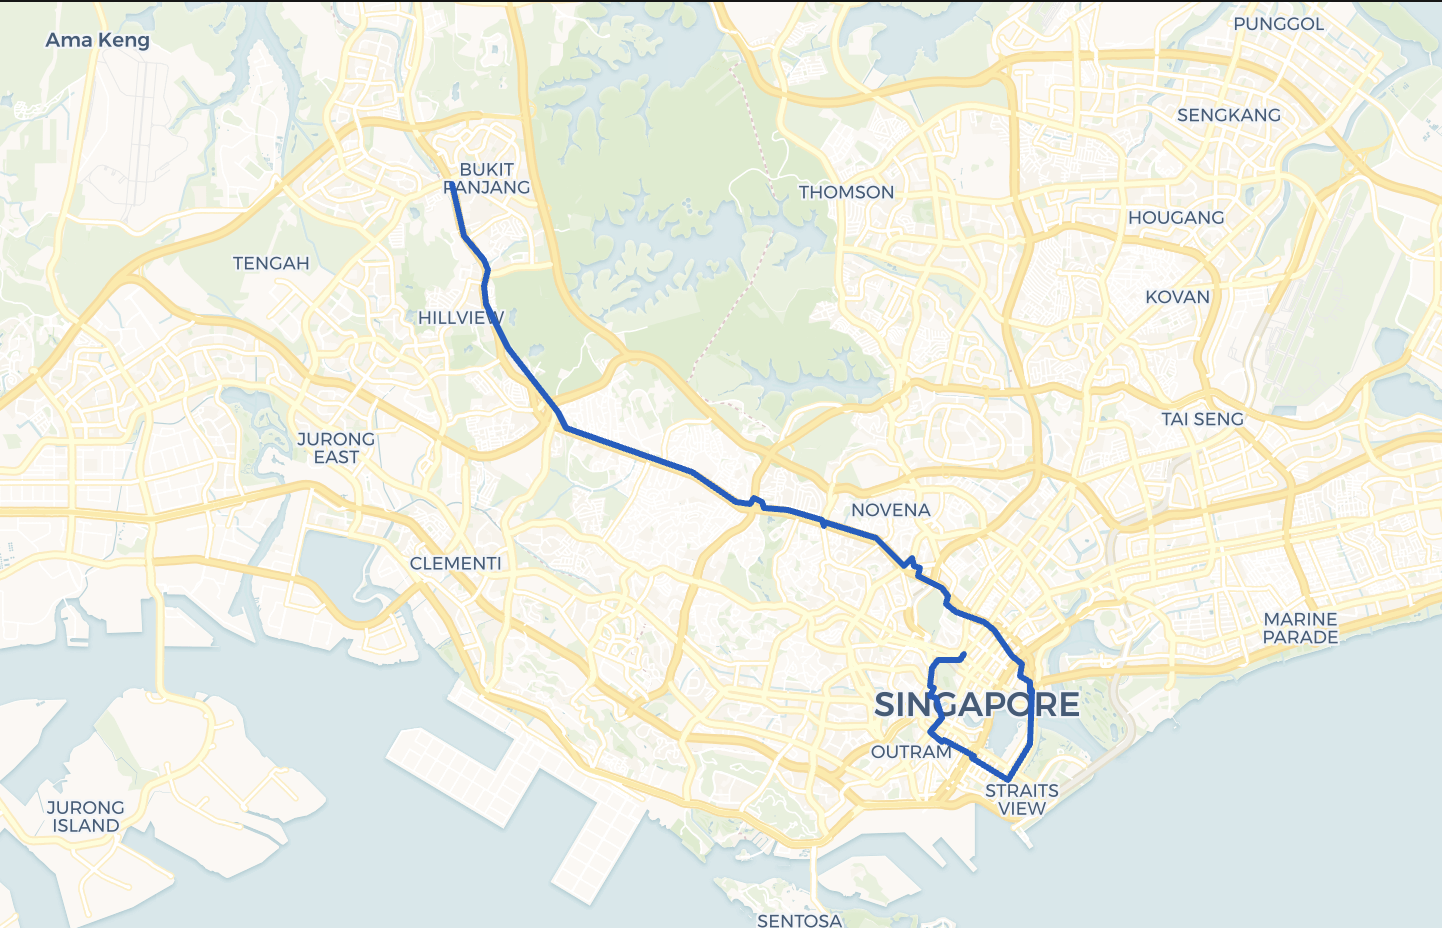 PUNGGOL
Ama Keng
SENGKANG
BUKIT
PANJANG
THOMSON
HOUGANG
TENGAH
KOVAN
HILLVIEW
TAI SENG
JURONG
EAST
NOVENA
CLEMENTI
MARINE
PARADE
SINGAPORE
OUTRAM
STRAITS
VIEW
JURONG
ISLAND
SENTOSA